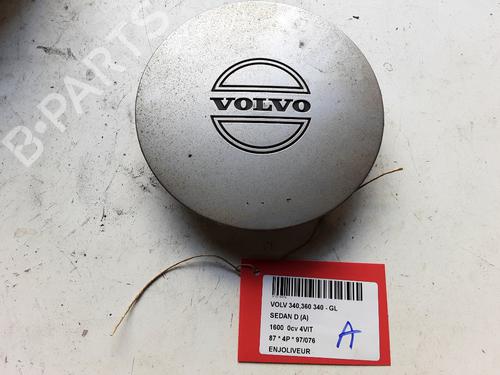 B-PARTS
VOLVO
VOLV 340,360 340 - GL
SEDAN D (A)
1600 0cv 4VIT
87 * 4P * 97/076
ENJOLIVEUR
A